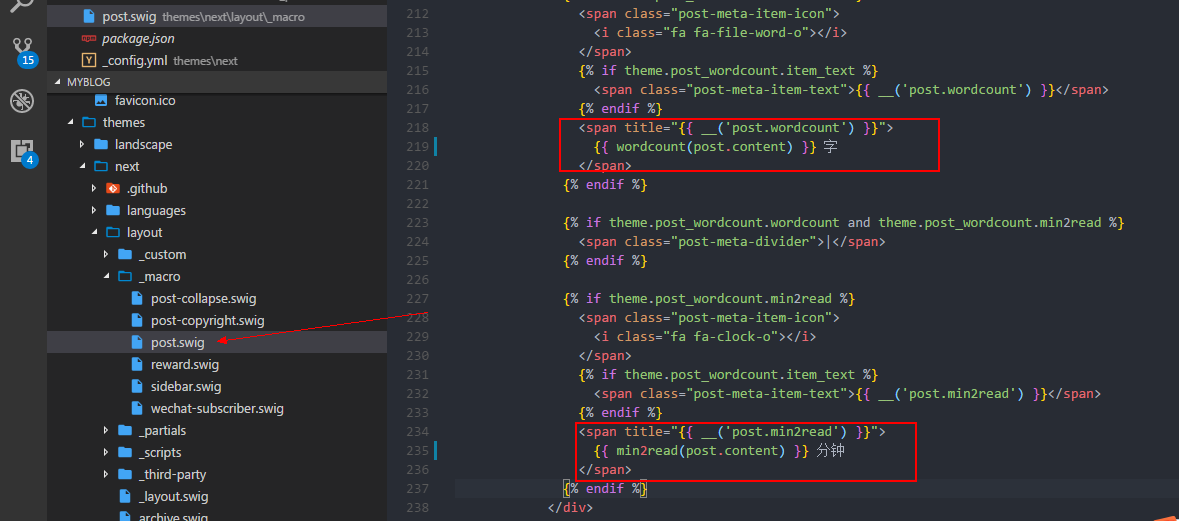 post.swig themes\next\layout\_macro
package.json
_config.yml themes\next
MYBLOG
favicon.ico
themes
landscape
next
.github
languages
layout
_custom
_macro
post-collapse.swig
post-copyright.swig
post.swig
reward.swig
sidebar.swig
wechat-subscriber.swig
_partials
_scripts
_third-party
_layout.swig
archive.swig
15
4
212 <span class="post-meta-item-icon">
213 <i class="fa fa-file-word-o"></i>
214 </span>
215 {% if theme.post_wordcount.item_text %}
216 <span class="post-meta-item-text">{{ __('post.wordcount') }}</span>
217 {% endif %}
218 <span title="{{ __('post.wordcount') }}">
219 {{ wordcount(post.content) }} 字
220 </span>
221 {% endif %}
222
223 {% if theme.post_wordcount.wordcount and theme.post_wordcount.min2read %}
224 <span class="post-meta-divider">|</span>
225 {% endif %}
226
227 {% if theme.post_wordcount.min2read %}
228 <span class="post-meta-item-icon">
229 <i class="fa fa-clock-o"></i>
230 </span>
231 {% if theme.post_wordcount.item_text %}
232 <span class="post-meta-item-text">{{ __('post.min2read') }}</span>
233 {% endif %}
234 <span title="{{ __('post.min2read') }}">
235 {{ min2read(post.content) }} 分钟
236 </span>
237 {% endif %}
238 </div>